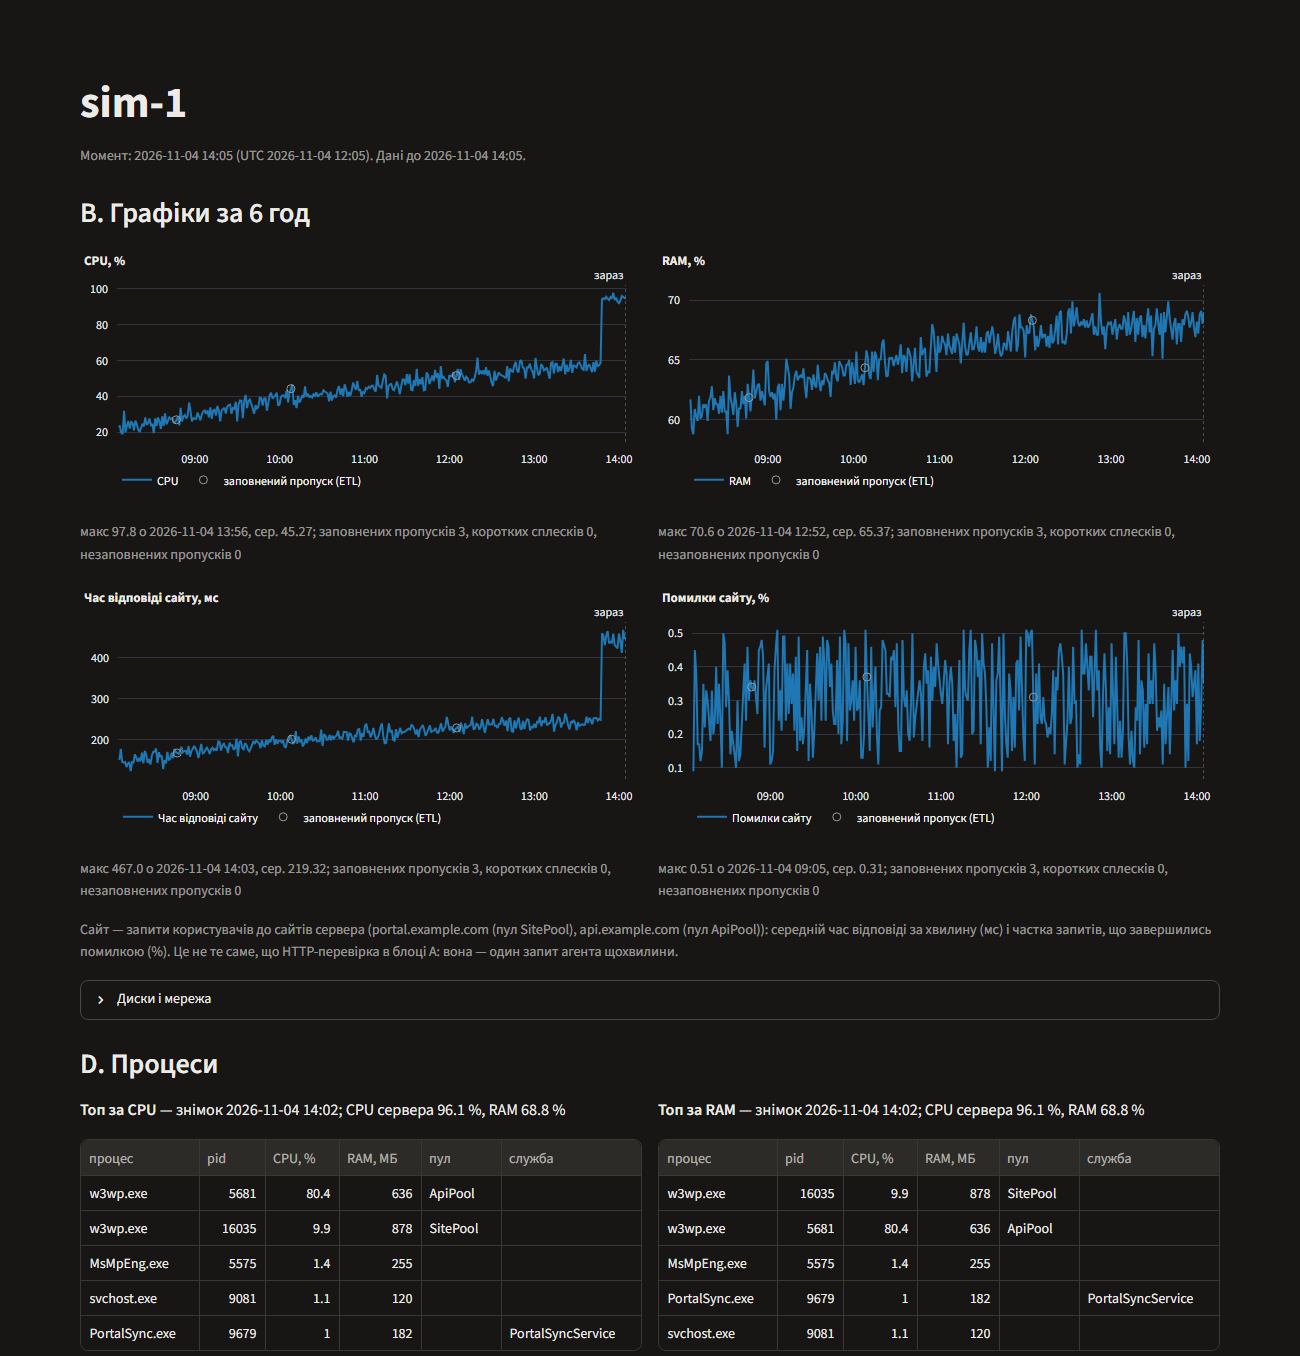 sim-1
Момент: 2026-11-04 14:05 (UTC 2026-11-04 12:05). Дані до 2026-11-04 14:05.
B. Графіки за 6 год
CPU, %
зараз
100
80
60
40
20
09:00 10:00 11:00 12:00 13:00 14:00
CPU заповнений пропуск (ETL)
макс 97.8 о 2026-11-04 13:56, сер. 45.27; заповнених пропусків 3, коротких сплесків 0,
незаповнених пропусків 0
RAM, %
зараз
70
65
60
09:00 10:00 11:00 12:00 13:00 14:00
RAM заповнений пропуск (ETL)
макс 70.6 о 2026-11-04 12:52, сер. 65.37; заповнених пропусків 3, коротких сплесків 0,
незаповнених пропусків 0
Час відповіді сайту, мс
зараз
400
300
200
09:00 10:00 11:00 12:00 13:00 14:00
Час відповіді сайту заповнений пропуск (ETL)
макс 467.0 о 2026-11-04 14:03, сер. 219.32; заповнених пропусків 3, коротких сплесків 0,
незаповнених пропусків 0
Помилки сайту, %
зараз
0.5
0.4
0.3
0.2
0.1
09:00 10:00 11:00 12:00 13:00 14:00
Помилки сайту заповнений пропуск (ETL)
макс 0.51 о 2026-11-04 09:05, сер. 0.31; заповнених пропусків 3, коротких сплесків 0,
незаповнених пропусків 0
Сайт — запити користувачів до сайтів сервера (portal.example.com (пул SitePool), api.example.com (пул ApiPool)): середній час відповіді за хвилину (мс) і частка запитів, що завершились
помилкою (%). Це не те саме, що HTTP-перевірка в блоці A: вона — один запит агента щохвилини.
Диски і мережа
D. Процеси
Топ за CPU — знімок 2026-11-04 14:02; CPU сервера 96.1 %, RAM 68.8 %
процес pid CPU, % RAM, МБ пул служба
w3wp.exe 5681 80.4 636 ApiPool
w3wp.exe 16035 9.9 878 SitePool
MsMpEng.exe 5575 1.4 255
svchost.exe 9081 1.1 120
PortalSync.exe 9679 1 182 PortalSyncService
Топ за RAM — знімок 2026-11-04 14:02; CPU сервера 96.1 %, RAM 68.8 %
процес pid CPU, % RAM, МБ пул служба
w3wp.exe 16035 9.9 878 SitePool
w3wp.exe 5681 80.4 636 ApiPool
MsMpEng.exe 5575 1.4 255
PortalSync.exe 9679 1 182 PortalSyncService
svchost.exe 9081 1.1 120